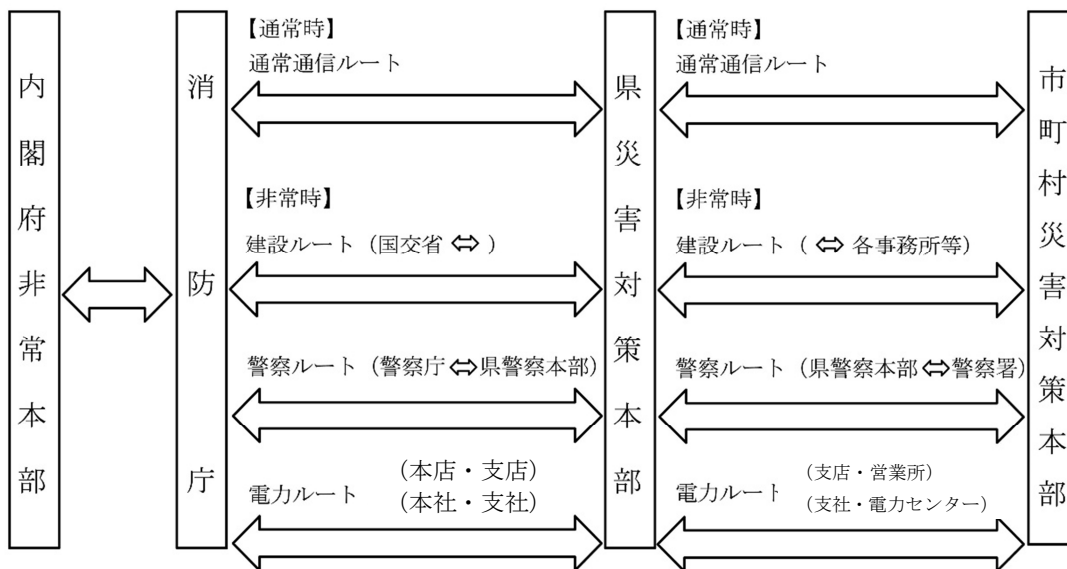 内閣府非常本部
消防庁
【通常時】
通常通信ルート
【非常時】
建設ルート（国交省 ⇔ ）
警察ルート（警察庁 ⇔県警察本部）
電力ルート
（本店・支店）
（本社・支社）
県災害対策本部
【通常時】
通常通信ルート
【非常時】
建設ルート（ ⇔ 各事務所等）
警察ルート（県警察本部⇔警察署）
電力ルート
（支店・営業所）
（支社・電力センター）
市町村災害対策本部